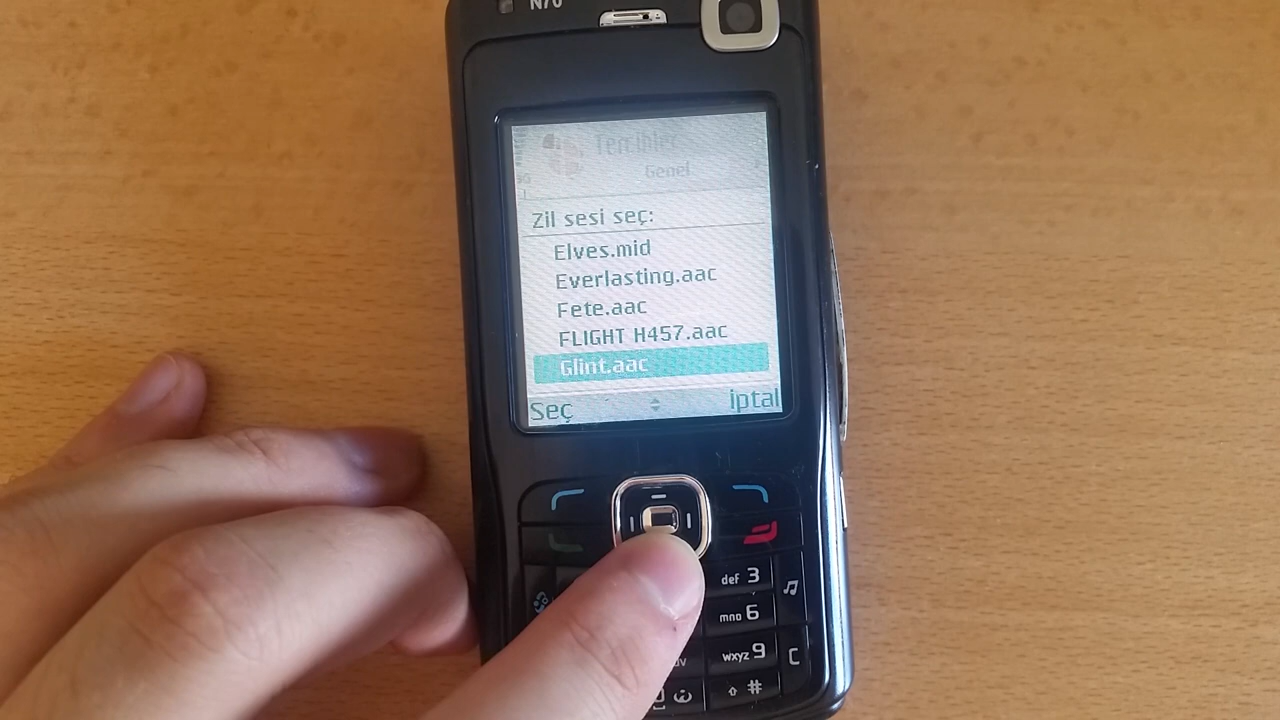 N70
Genel
Zil sesi seç:
Elves.mid
Everlasting.aac
Fete.aac
FLIGHT H457.aac
Glint.aac
Seç
İptal
def 3
mno 6
wxyz 9
#
C